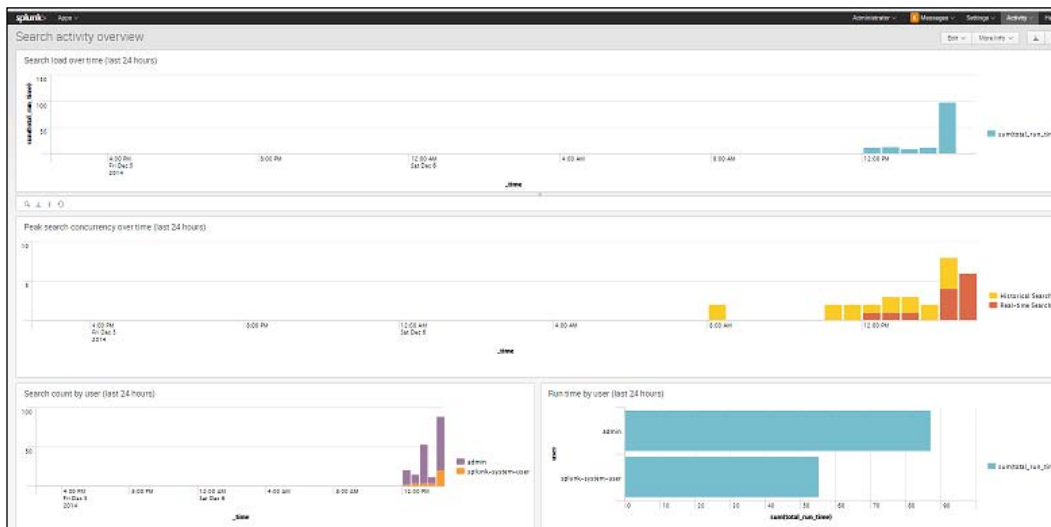 splunk> Apps Administrator Messages Settings Activity
Search activity overview Edit More Info
Search load over time (last 24 hours)
sum(total_run_time)
150
100
50
sum(total_run_tim
4:00 PM 8:00 PM 12:00 AM 4:00 AM 8:00 AM 12:00 PM
Fri Dec 5 Sat Dec 6
2014
_time
Peak search concurrency over time (last 24 hours)
10
5
Historical Search
Real-time Search
4:00 PM 8:00 PM 12:00 AM 4:00 AM 8:00 AM 12:00 PM
Fri Dec 5 Sat Dec 6
2014
_time
Search count by user (last 24 hours)
100
50
admin
splunk-system-user
4:00 PM 8:00 PM 12:00 AM 4:00 AM 8:00 AM 12:00 PM
Fri Dec 5 Sat Dec 6
2014
_time
Run time by user (last 24 hours)
user
admin
splunk-system-user
sum(total_run_tim
0 10 20 30 40 50 60 70 80 90
sum(total_run_time)